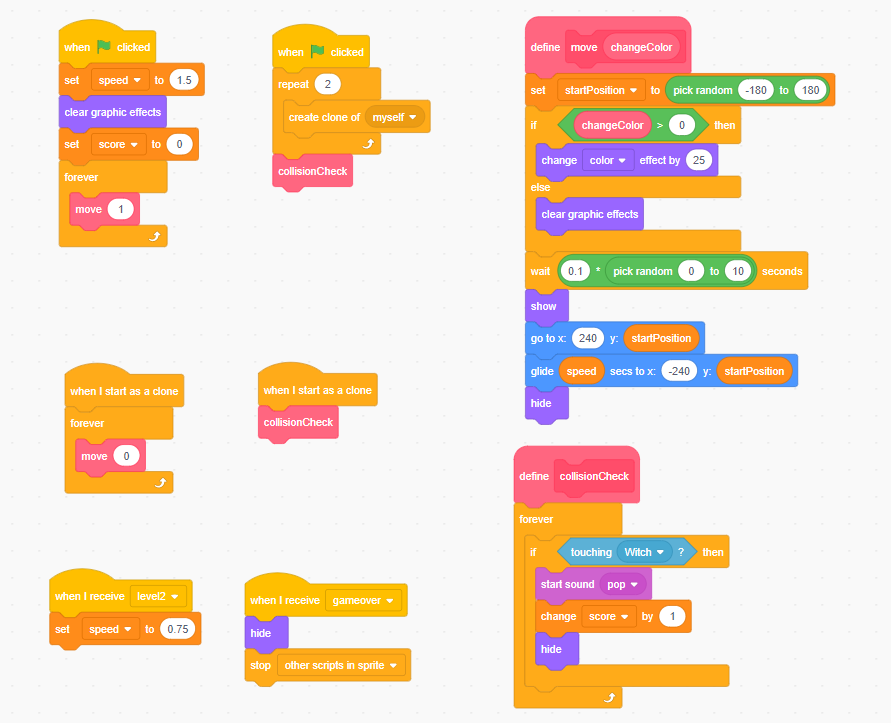 when clicked
set speed to 1.5
clear graphic effects
set score to 0
forever
move 1
when clicked
repeat 2
create clone of myself
collisionCheck
define move changeColor
set startPosition to pick random -180 to 180
if changeColor > 0 then
change color effect by 25
else
clear graphic effects
wait 0.1 * pick random 0 to 10 seconds
show
go to x: 240 y: startPosition
glide speed secs to x: -240 y: startPosition
hide
when I start as a clone
forever
move 0
when I start as a clone
collisionCheck
define collisionCheck
forever
if touching Witch ? then
start sound pop
change score by 1
hide
when I receive level2
set speed to 0.75
when I receive gameover
hide
stop other scripts in sprite